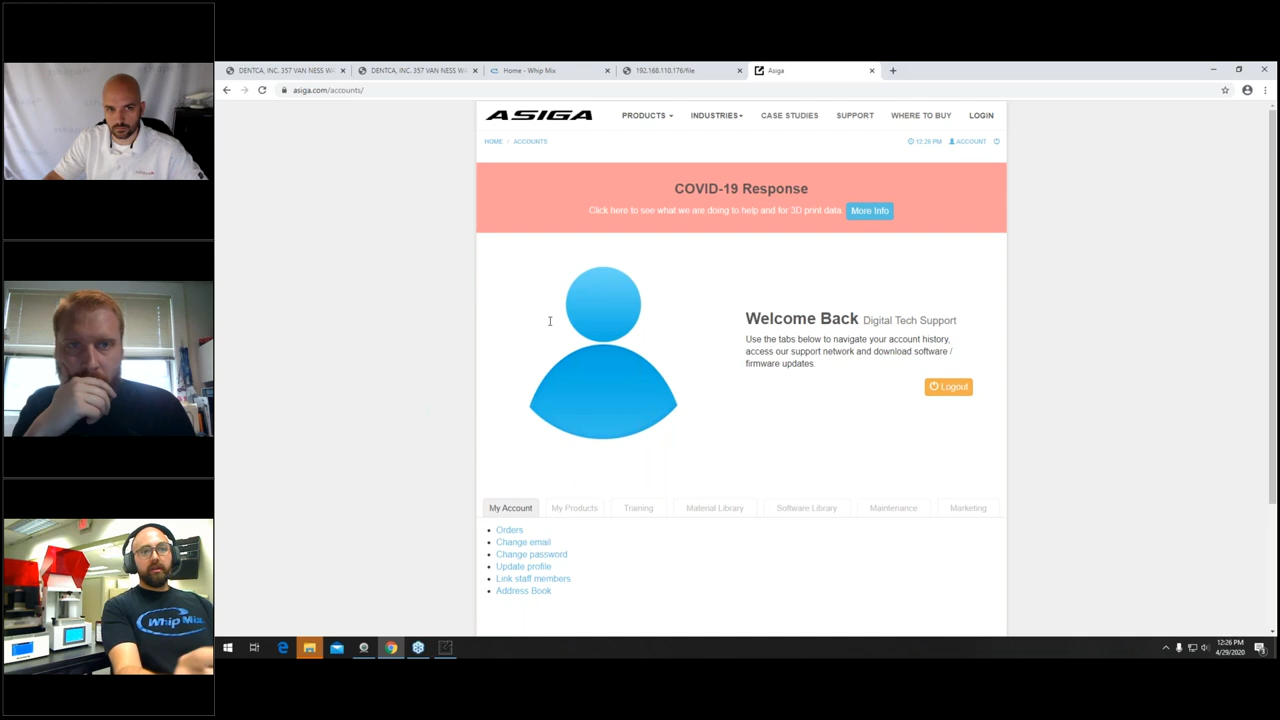 DENTCA, INC. 357 VAN NESS WA
DENTCA, INC. 357 VAN NESS WA
Home - Whip Mix
192.168.110.176/file
Asiga
asiga.com/accounts/
ASIGA
PRODUCTS
INDUSTRIES
CASE STUDIES
SUPPORT
WHERE TO BUY
LOGIN
HOME / ACCOUNTS
12:26 PM
ACCOUNT
COVID-19 Response
Click here to see what we are doing to help and for 3D print data. More Info
Welcome Back Digital Tech Support
Use the tabs below to navigate your account history,
access our support network and download software /
firmware updates.
Logout
My Account
My Products
Training
Material Library
Software Library
Maintenance
Marketing
Orders
Change email
Change password
Update profile
Link staff members
Address Book
Whip Mix
12:26 PM
4/29/2020